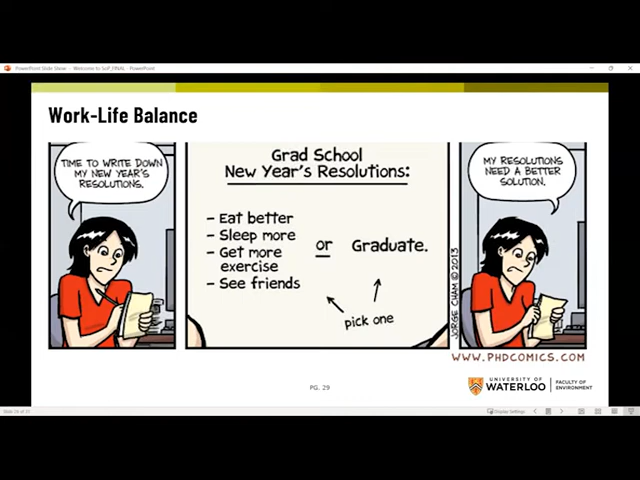 PowerPoint Slide Show - Welcome to SoP_FINAL - PowerPoint
Work-Life Balance
TIME TO WRITE DOWN
MY NEW YEAR'S
RESOLUTIONS.
Grad School
New Year's Resolutions:
- Eat better
- Sleep more
- Get more
exercise
- See friends
or
Graduate.
pick one
JORGE CHAM © 2013
MY RESOLUTIONS
NEED A BETTER
SOLUTION.
WWW.PHDCOMICS.COM
PG. 29
UNIVERSITY OF
WATERLOO
FACULTY OF
ENVIRONMENT
Display Settings